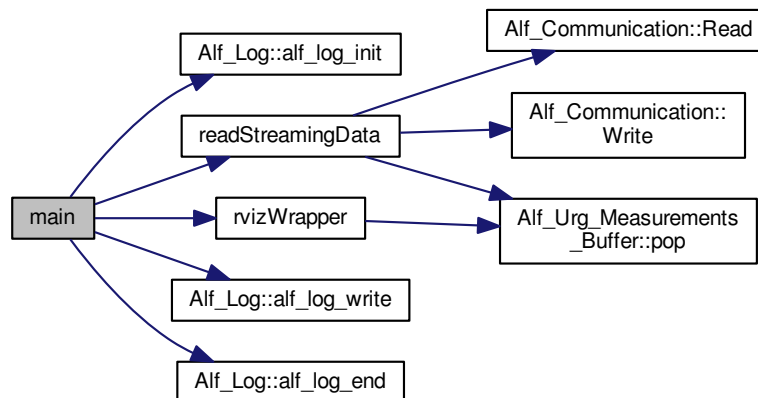 Alf_Communication::Read
Alf_Log::alf_log_init
Alf_Communication::
Write
readStreamingData
main
rvizWrapper
Alf_Urg_Measurements
_Buffer::pop
Alf_Log::alf_log_write
Alf_Log::alf_log_end